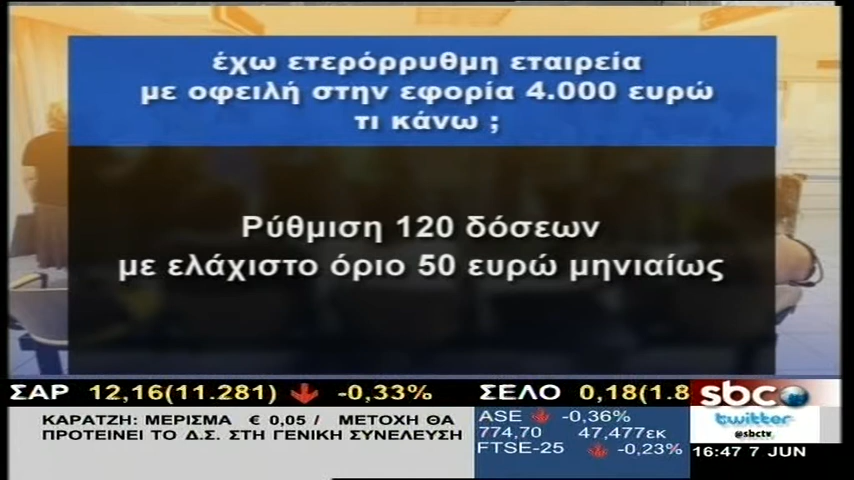 έχω ετερόρρυθμη εταιρεία
με οφειλή στην εφορία 4.000 ευρώ
τι κάνω ;
Ρύθμιση 120 δόσεων
με ελάχιστο όριο 50 ευρώ μηνιαίως
ΣΑΡ 12,16(11.281) -0,33% ΣΕΛΟ 0,18(1.8
sbc
ΚΑΡΑΤΖΗ: ΜΕΡΙΣΜΑ € 0,05 / ΜΕΤΟΧΗ ΘΑ
ΠΡΟΤΕΙΝΕΙ ΤΟ Δ.Σ. ΣΤΗ ΓΕΝΙΚΗ ΣΥΝΕΛΕΥΣΗ
ASE -0,36%
774,70 47,477εκ
FTSE-25 -0,23%
twitter
@sbctv
16:47 7 JUN